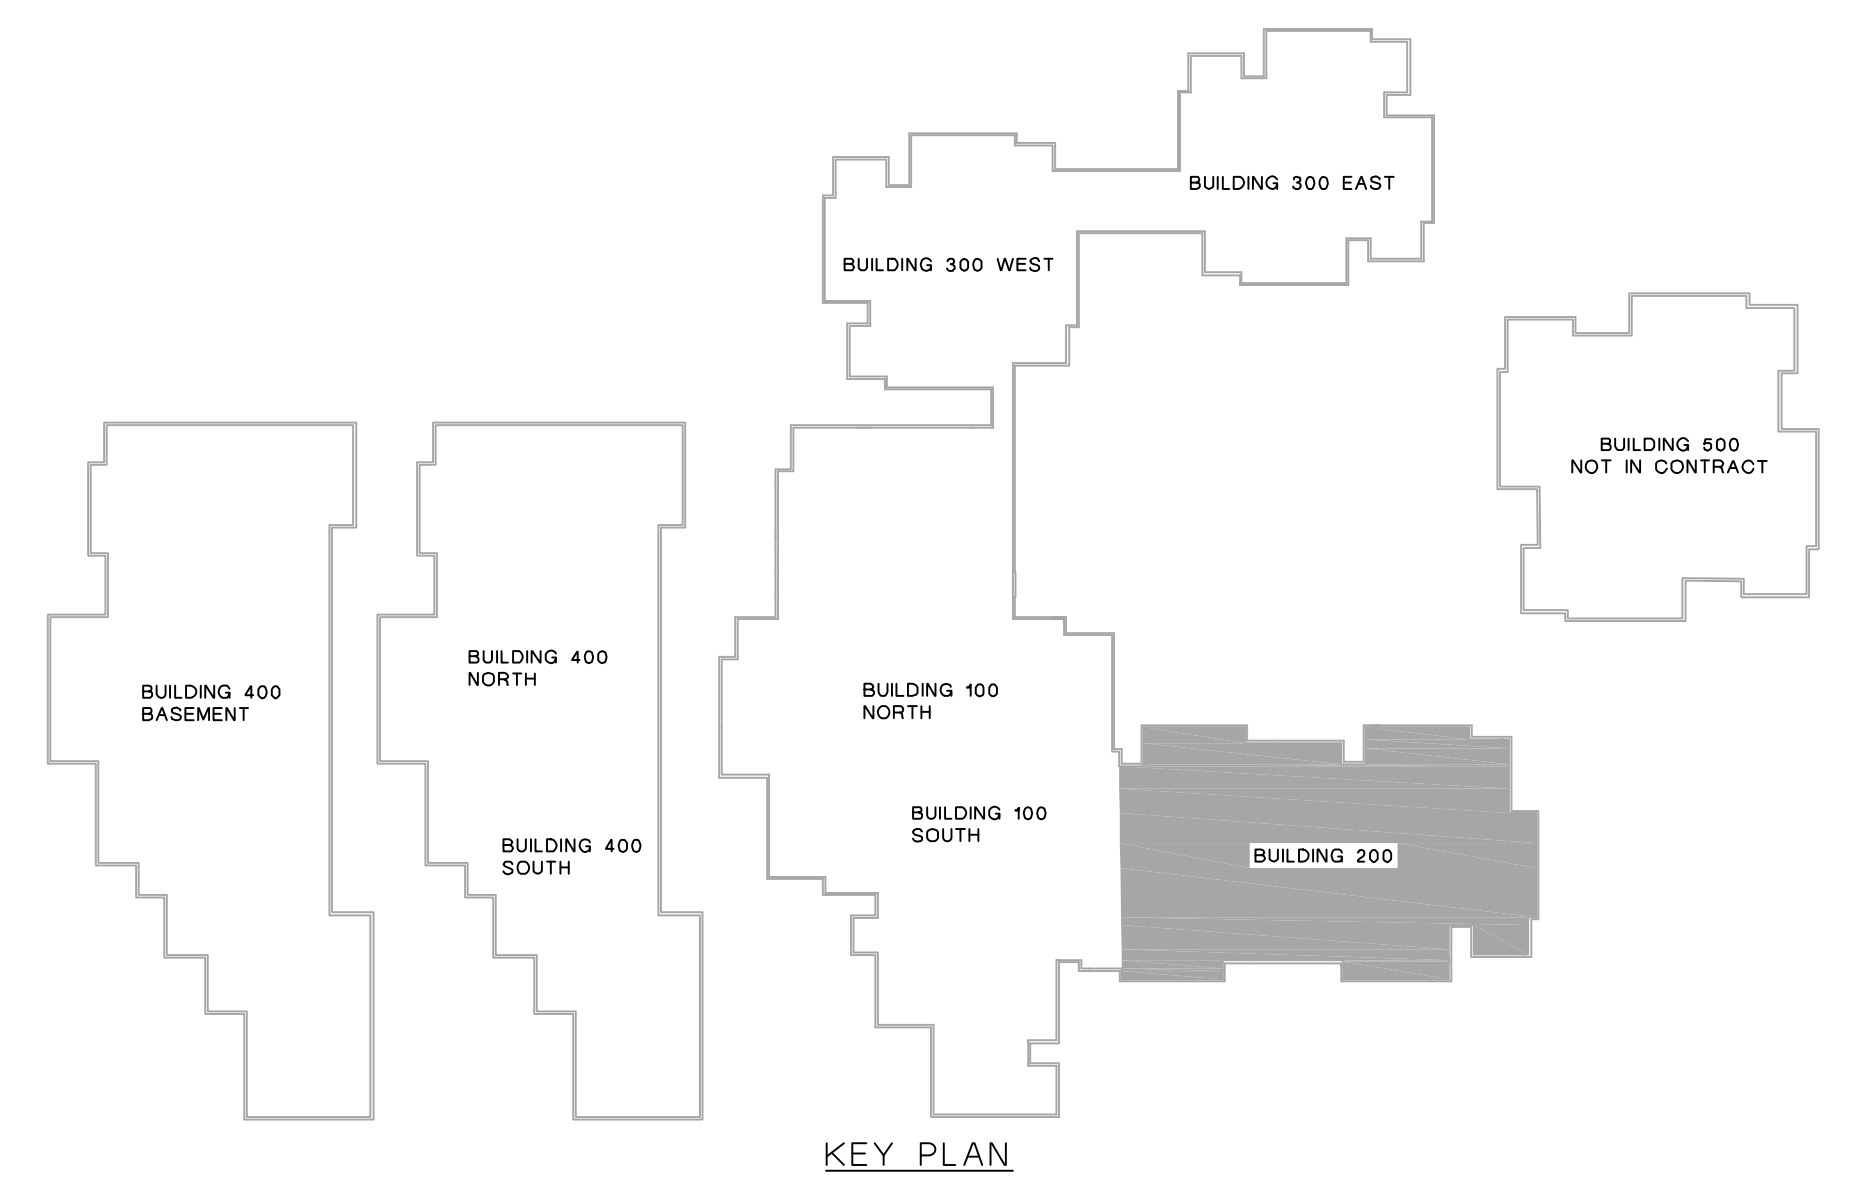 BUILDING 300 EAST
BUILDING 300 WEST
BUILDING 500
NOT IN CONTRACT
BUILDING 400
NORTH
BUILDING 400
BASEMENT
BUILDING 100
NORTH
BUILDING 100
SOUTH
BUILDING 400
SOUTH
BUILDING 200
KEY PLAN